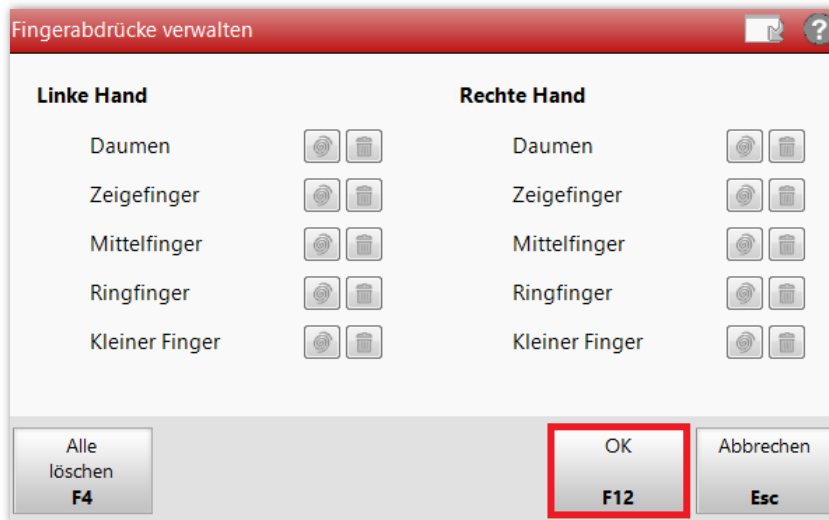 Fingerabdrücke verwalten
?
Linke Hand
Daumen
Zeigefinger
Mittelfinger
Ringfinger
Kleiner Finger
Rechte Hand
Daumen
Zeigefinger
Mittelfinger
Ringfinger
Kleiner Finger
Alle
löschen
F4
OK
F12
Abbrechen
Esc